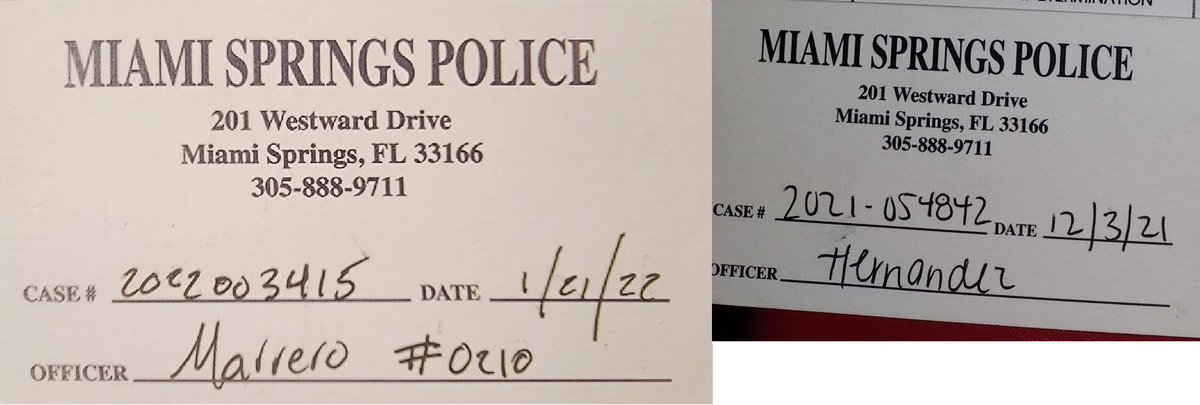 MIAMI SPRINGS POLICE
201 Westward Drive
Miami Springs, FL 33166
305-888-9711
CASE # 2022003415 DATE 1/21/22
OFFICER Marrero #0210
MIAMI SPRINGS POLICE
201 Westward Drive
Miami Springs, FL 33166
305-888-9711
CASE # 2021-054842 DATE 12/3/21
OFFICER Hernandez